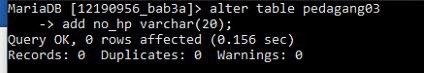 MariaDB [12190956_bab3a]> alter table pedagang03
    -> add no_hp varchar(20);
Query OK, 0 rows affected (0.156 sec)
Records: 0  Duplicates: 0  Warnings: 0